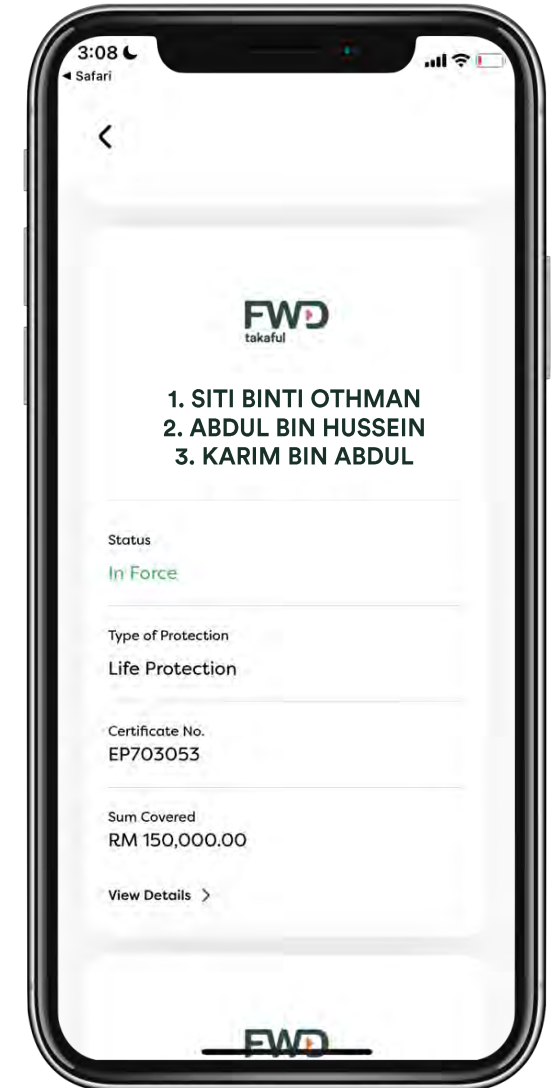 3:08
◀ Safari
FWD
takaful
1. SITI BINTI OTHMAN
2. ABDUL BIN HUSSEIN
3. KARIM BIN ABDUL
Status
In Force
Type of Protection
Life Protection
Certificate No.
EP703053
Sum Covered
RM 150,000.00
View Details >
FWD